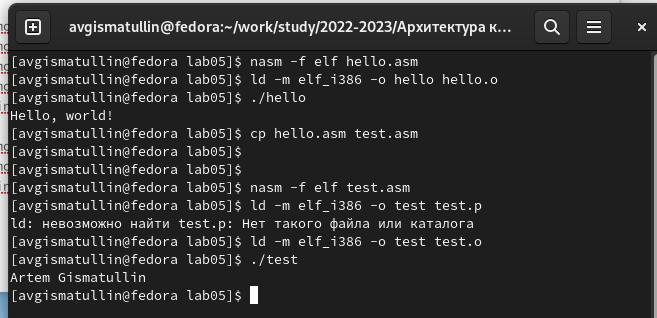 avgismatullin@fedora:~/work/study/2022-2023/Архитектура к...
[avgismatullin@fedora lab05]$ nasm -f elf hello.asm
[avgismatullin@fedora lab05]$ ld -m elf_i386 -o hello hello.o
[avgismatullin@fedora lab05]$ ./hello
Hello, world!
[avgismatullin@fedora lab05]$ cp hello.asm test.asm
[avgismatullin@fedora lab05]$
[avgismatullin@fedora lab05]$
[avgismatullin@fedora lab05]$ nasm -f elf test.asm
[avgismatullin@fedora lab05]$ ld -m elf_i386 -o test test.p
ld: невозможно найти test.p: Нет такого файла или каталога
[avgismatullin@fedora lab05]$ ld -m elf_i386 -o test test.o
[avgismatullin@fedora lab05]$ ./test
Artem Gismatullin
[avgismatullin@fedora lab05]$